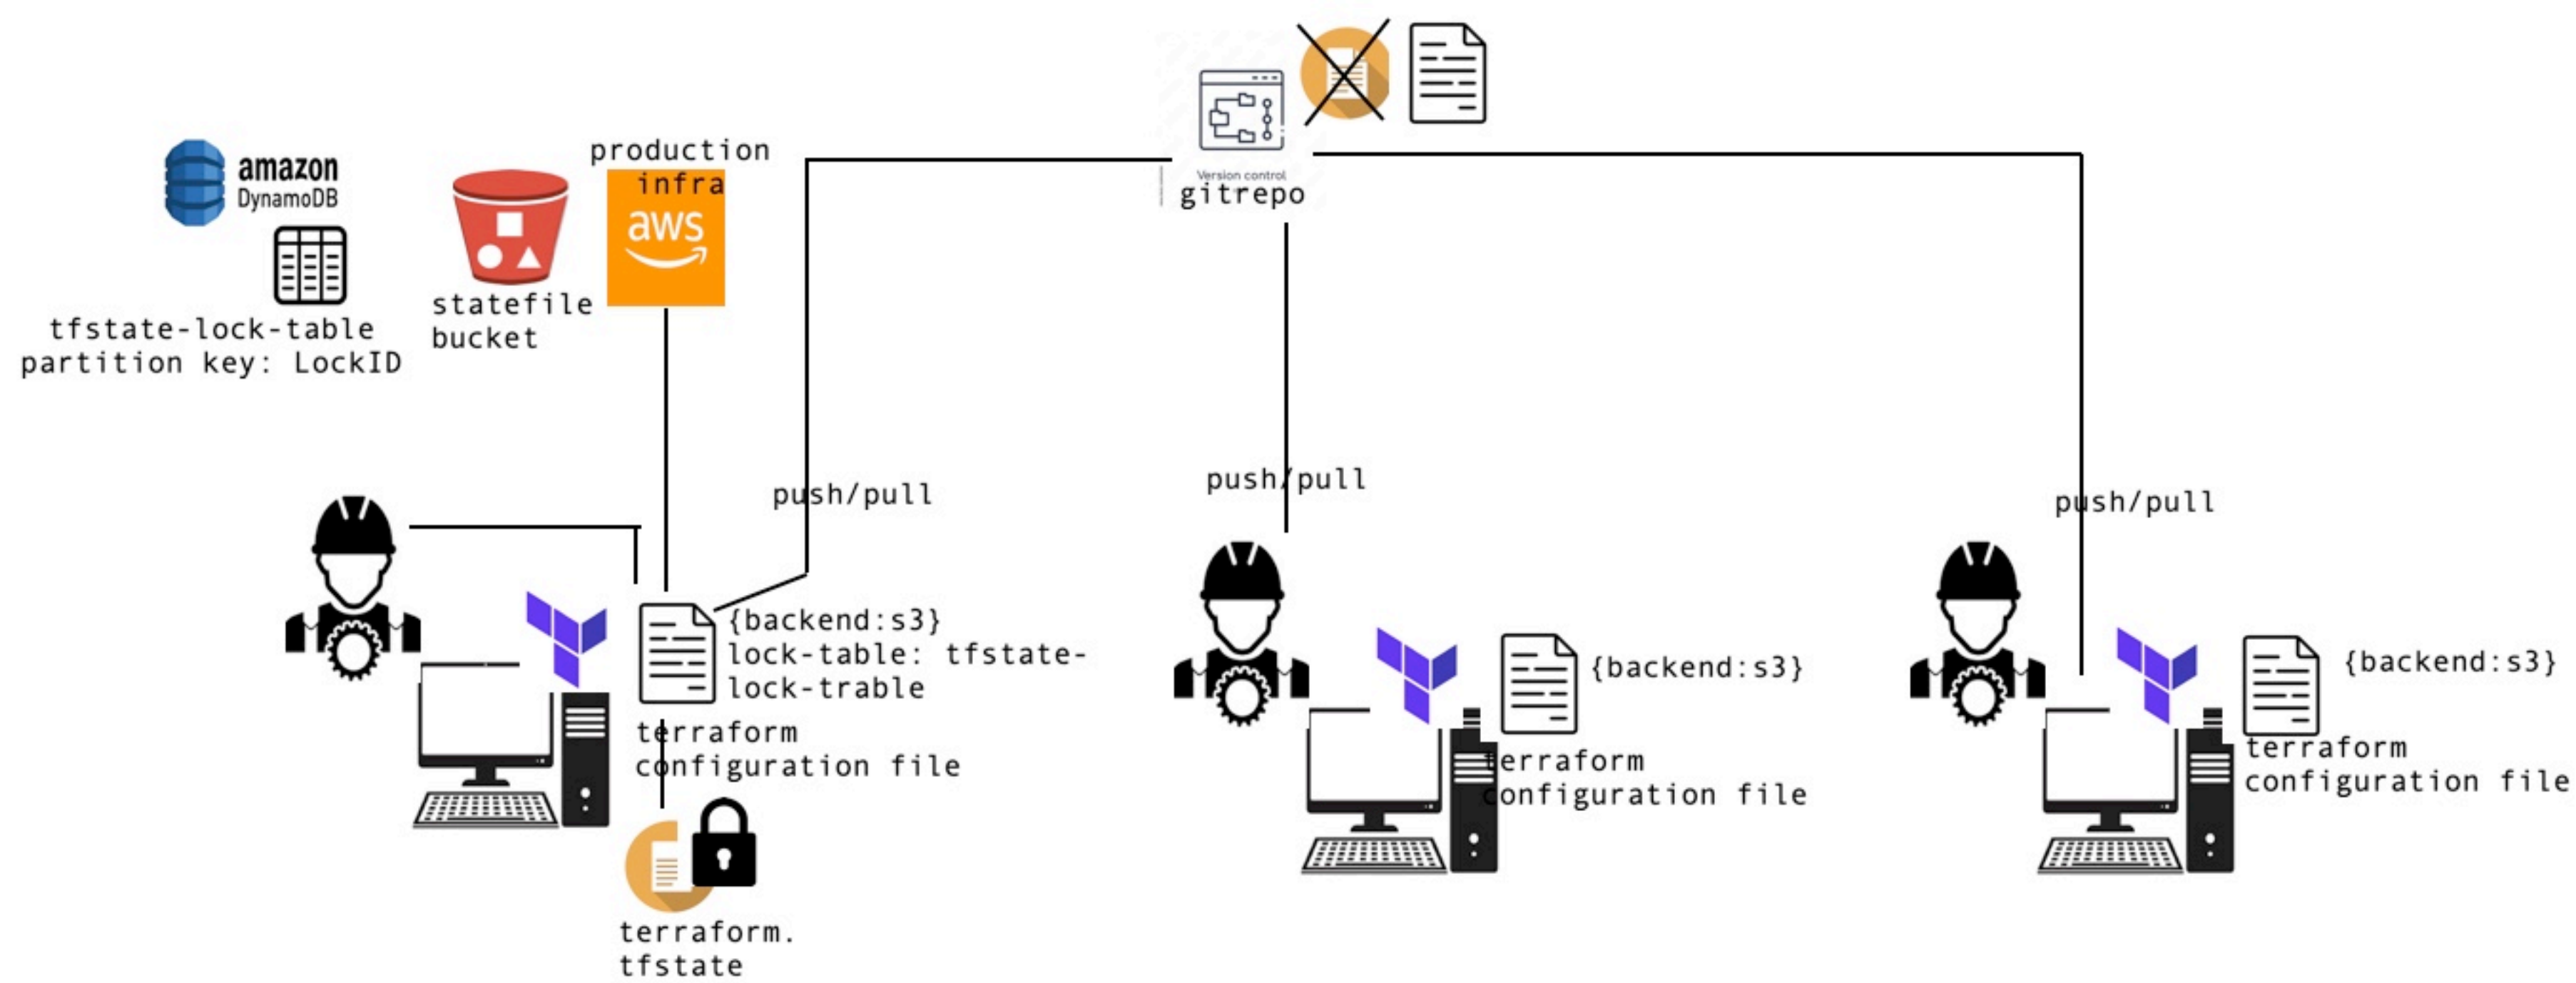 production
infra
aws
amazon
DynamoDB
Version control
gitrepo
statefile
bucket
tfstate-lock-table
partition key: LockID
push/pull
push/pull
push/pull
{backend:s3}
lock-table: tfstate-
lock-trable
terraform
configuration file
{backend:s3}
terraform
configuration file
{backend:s3}
terraform
configuration file
terraform.
tfstate